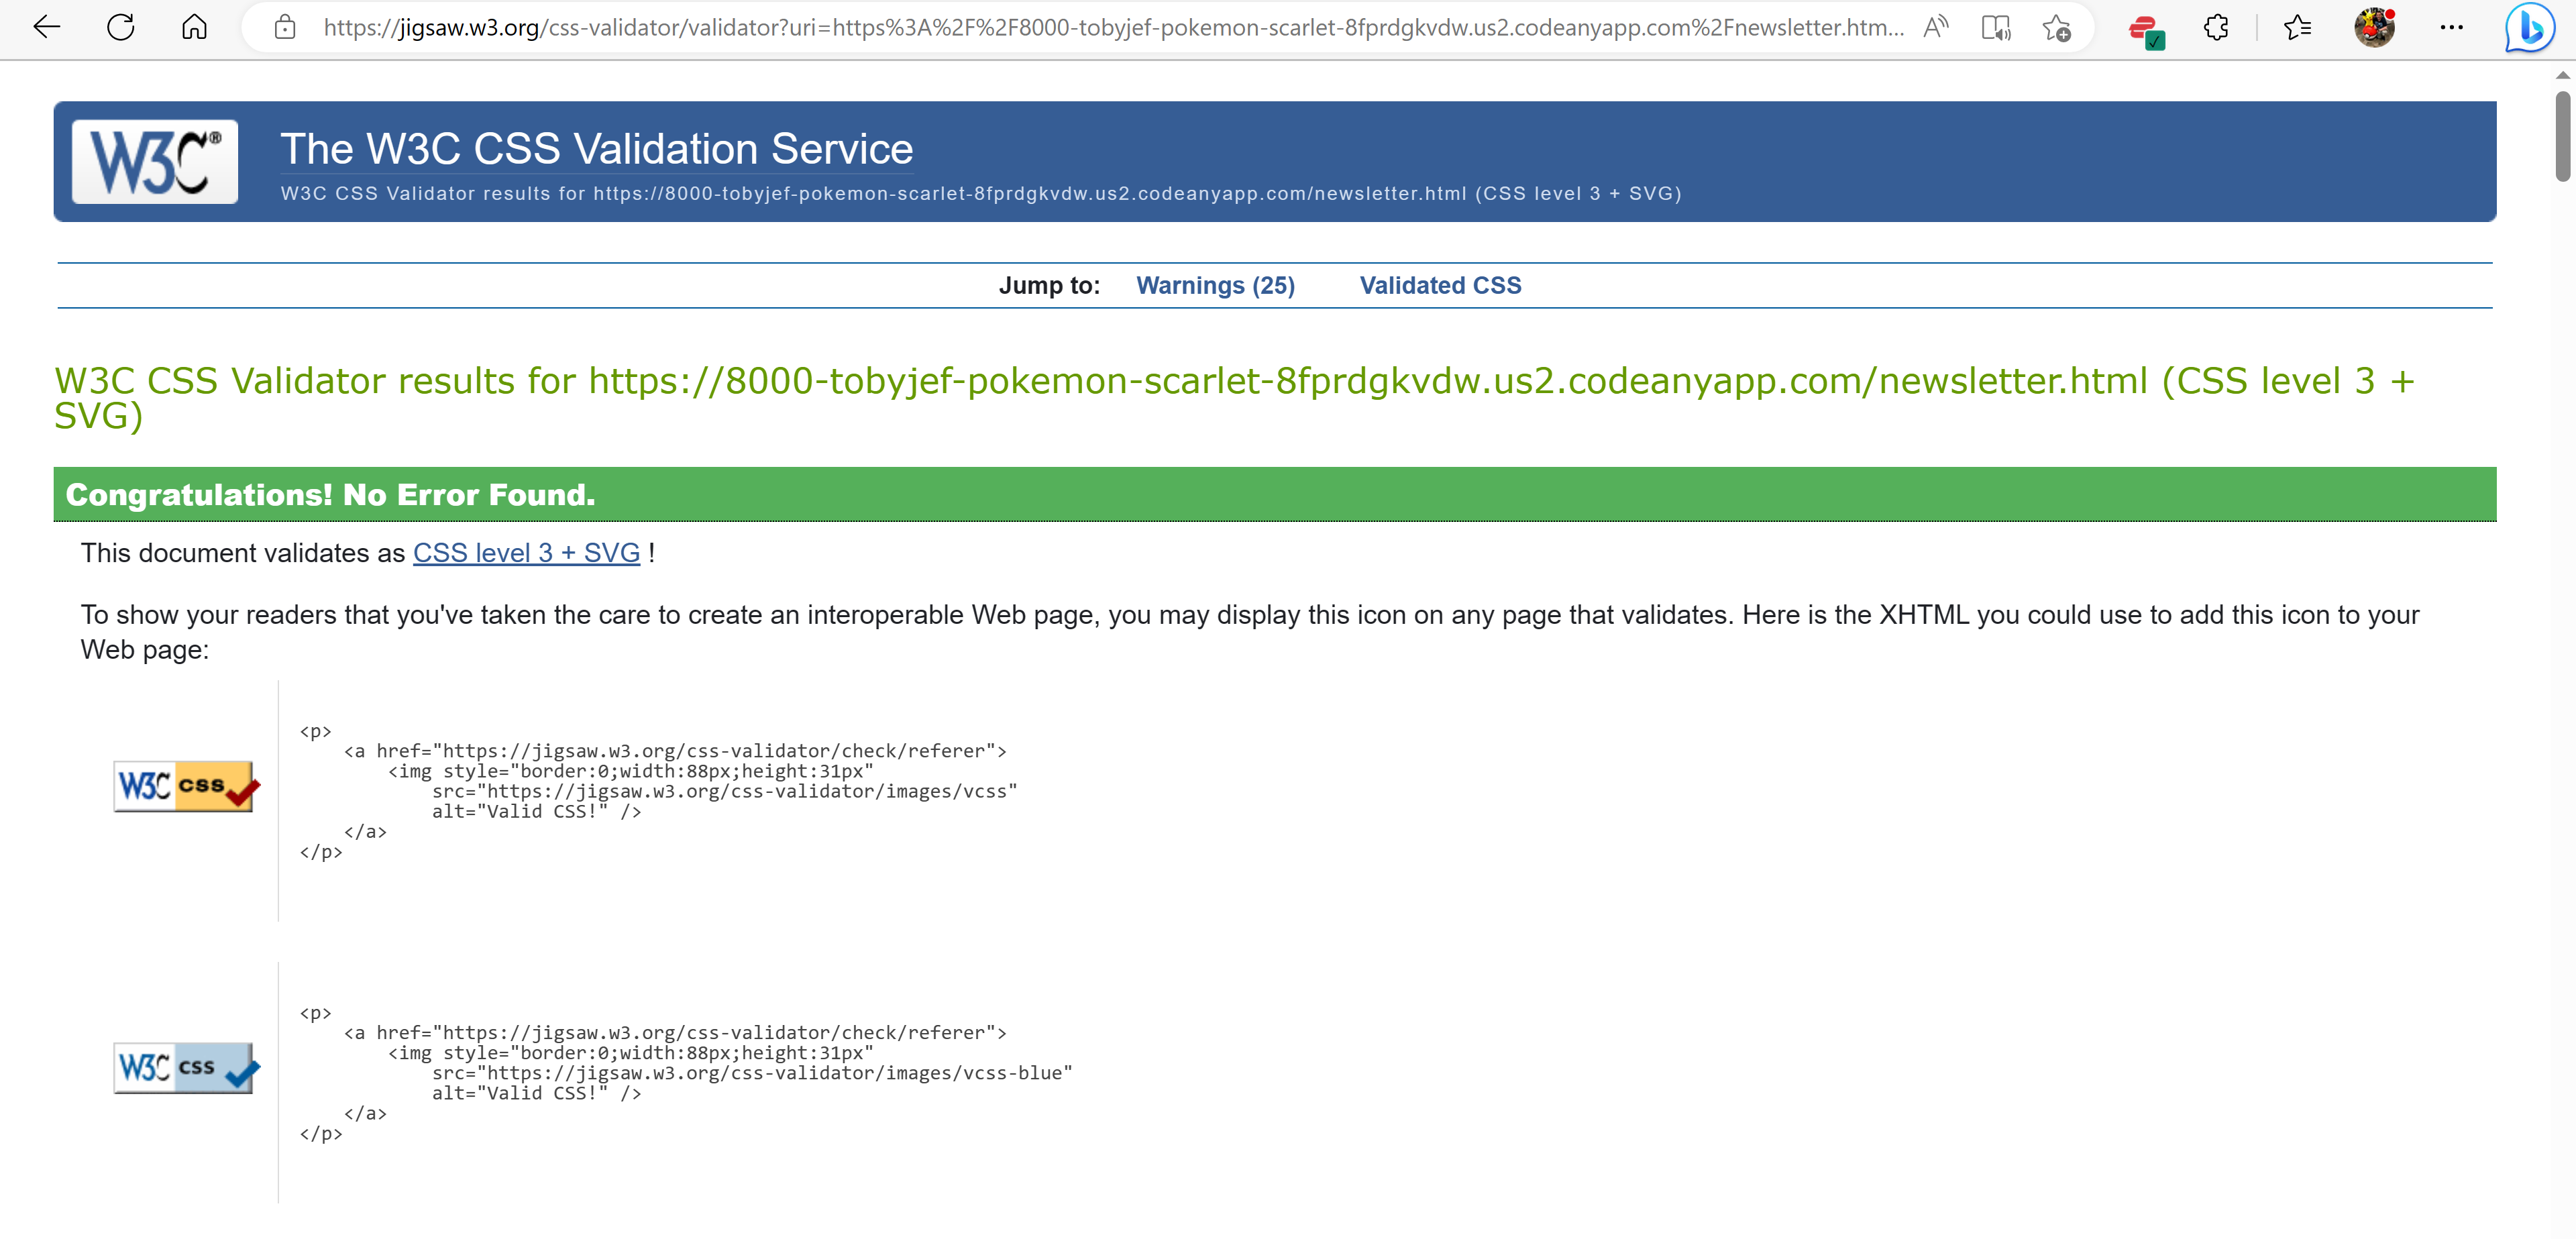 https://jigsaw.w3.org/css-validator/validator?uri=https%3A%2F%2F8000-tobyjef-pokemon-scarlet-8fprdgkvdw.us2.codeanyapp.com%2Fnewsletter.htm...
W3C®
The W3C CSS Validation Service
W3C CSS Validator results for https://8000-tobyjef-pokemon-scarlet-8fprdgkvdw.us2.codeanyapp.com/newsletter.html (CSS level 3 + SVG)
Jump to: Warnings (25) Validated CSS
W3C CSS Validator results for https://8000-tobyjef-pokemon-scarlet-8fprdgkvdw.us2.codeanyapp.com/newsletter.html (CSS level 3 +
SVG)
Congratulations! No Error Found.
This document validates as CSS level 3 + SVG !
To show your readers that you've taken the care to create an interoperable Web page, you may display this icon on any page that validates. Here is the XHTML you could use to add this icon to your
Web page:
<p>
<a href="https://jigsaw.w3.org/css-validator/check/referer">
<img style="border:0;width:88px;height:31px"
src="https://jigsaw.w3.org/css-validator/images/vcss"
alt="Valid CSS!" />
</a>
</p>
W3C css
<p>
<a href="https://jigsaw.w3.org/css-validator/check/referer">
<img style="border:0;width:88px;height:31px"
src="https://jigsaw.w3.org/css-validator/images/vcss-blue"
alt="Valid CSS!" />
</a>
</p>
W3C css